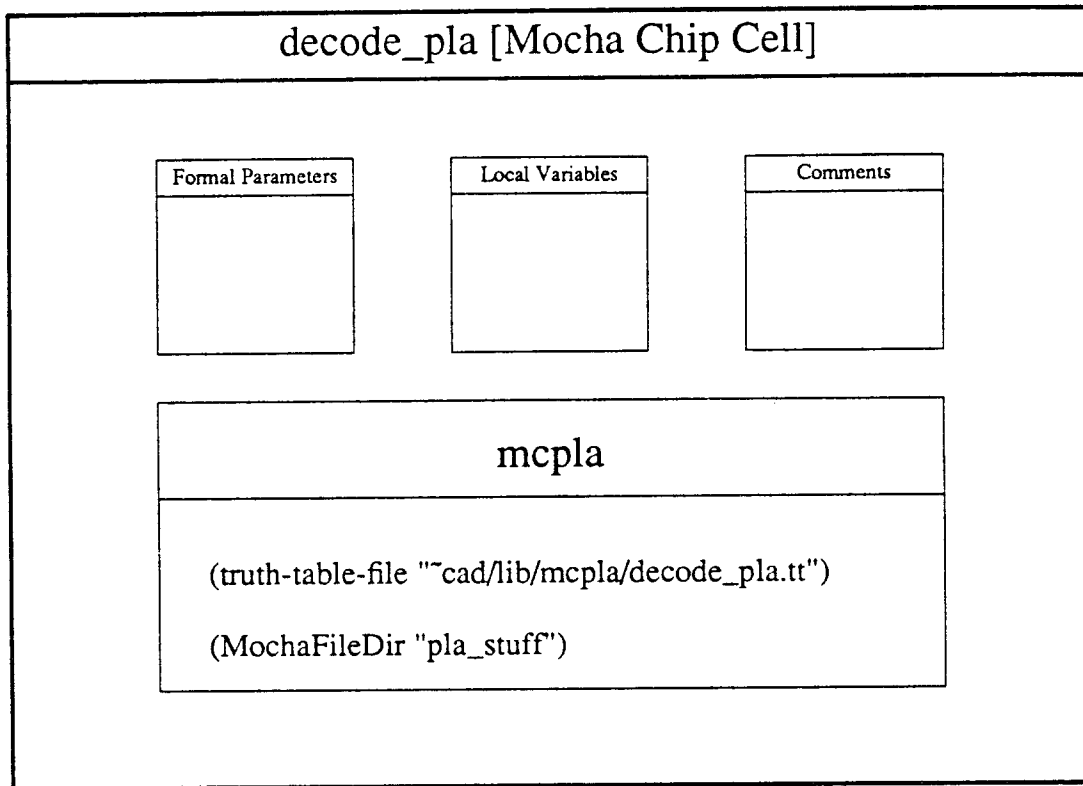 decode_pla [Mocha Chip Cell]
Formal Parameters
Local Variables
Comments
mcpla
(truth-table-file "~cad/lib/mcpla/decode_pla.tt")
(MochaFileDir "pla_stuff")